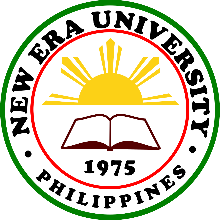 NEW ERA UNIVERSITY
1975
• PHILIPPINES •